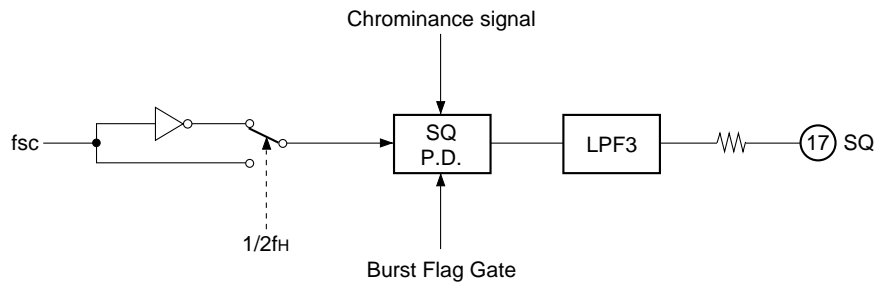 Chrominance signal
fsc
SQ
P.D.
LPF3
17
SQ
1/2fH
Burst Flag Gate